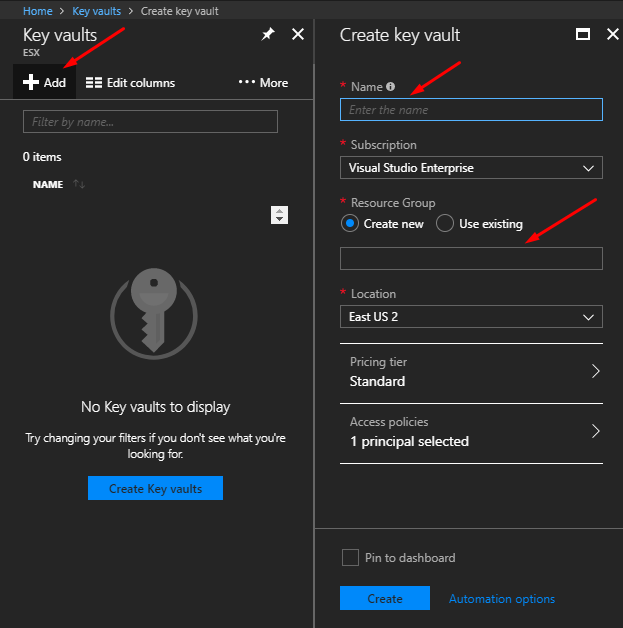 Home > Key vaults > Create key vault
Key vaults
ESX
Add
Edit columns
··· More
Filter by name...
0 items
NAME ↑↓
No Key vaults to display
Try changing your filters if you don't see what you're
looking for.
Create Key vaults
Create key vault
* Name
Enter the name
* Subscription
Visual Studio Enterprise
* Resource Group
Create new
Use existing
* Location
East US 2
Pricing tier
Standard
Access policies
1 principal selected
Pin to dashboard
Create
Automation options